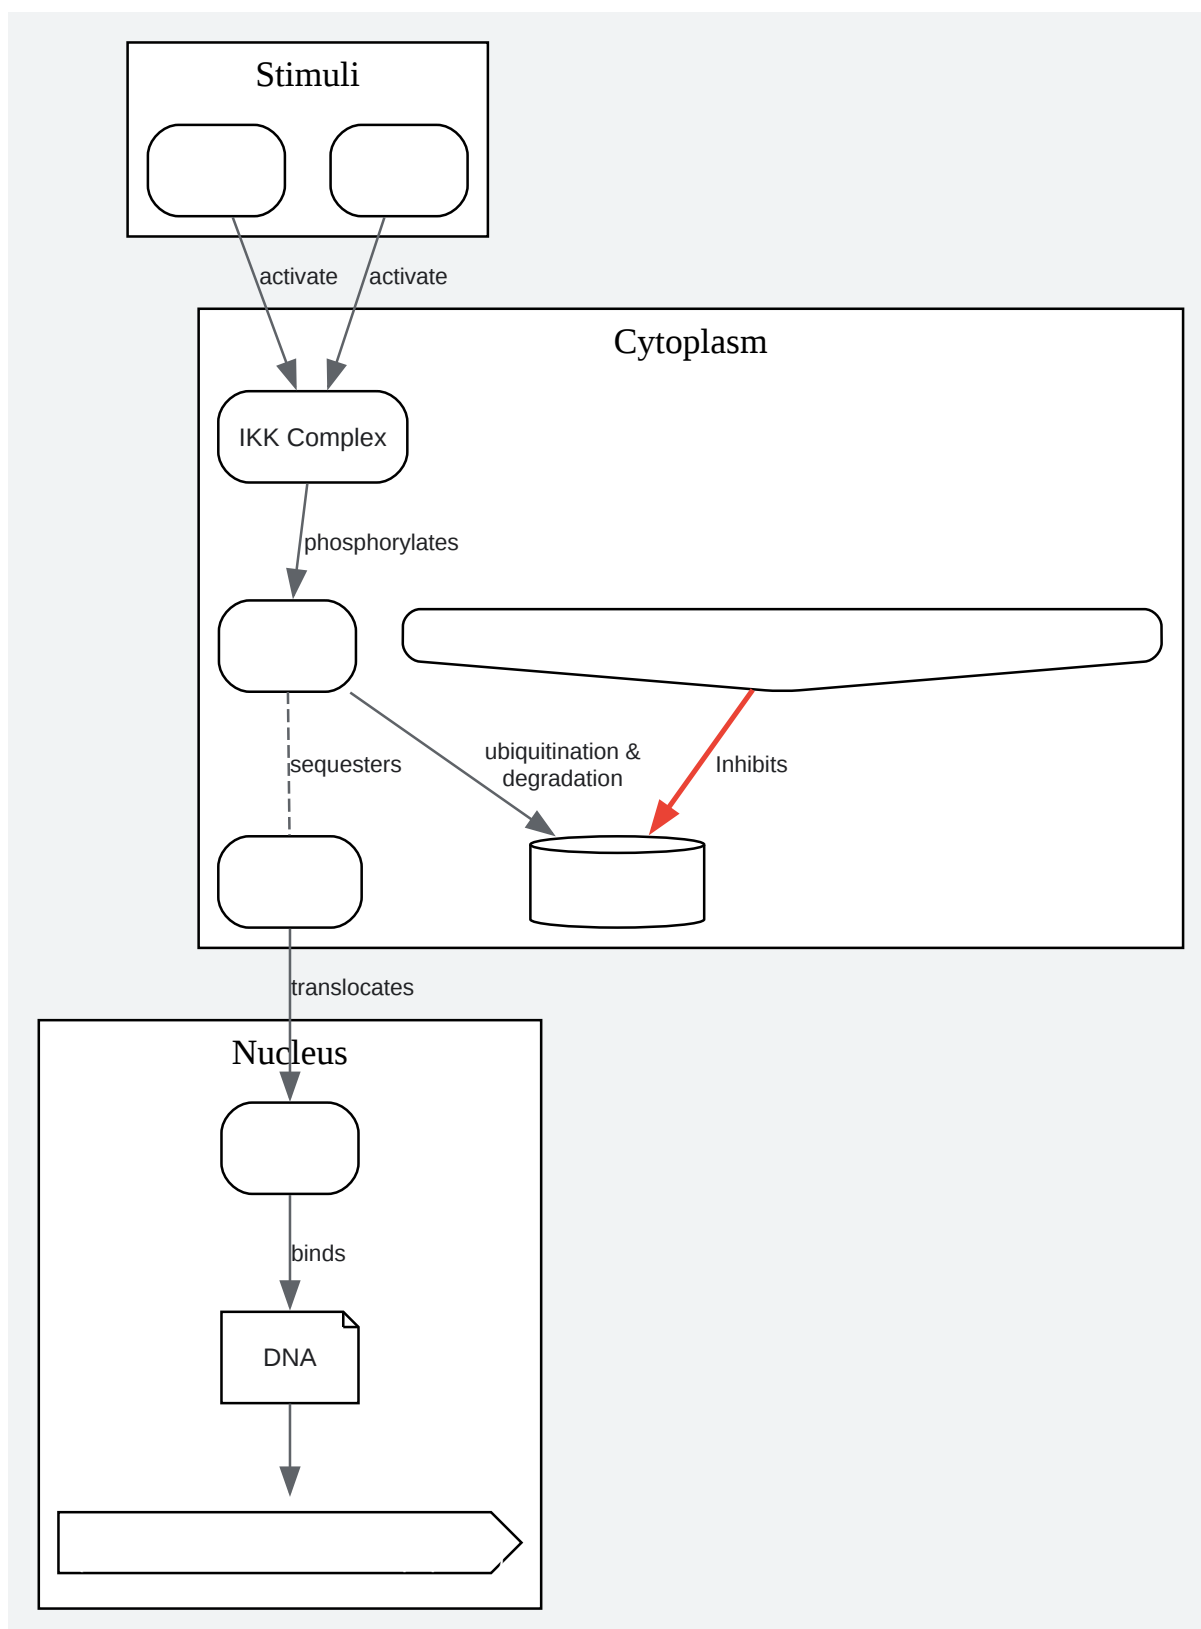 Stimuli
activate
activate
Cytoplasm
IKK Complex
phosphorylates
sequesters
ubiquitination &
degradation
Inhibits
translocates
Nucleus
binds
DNA